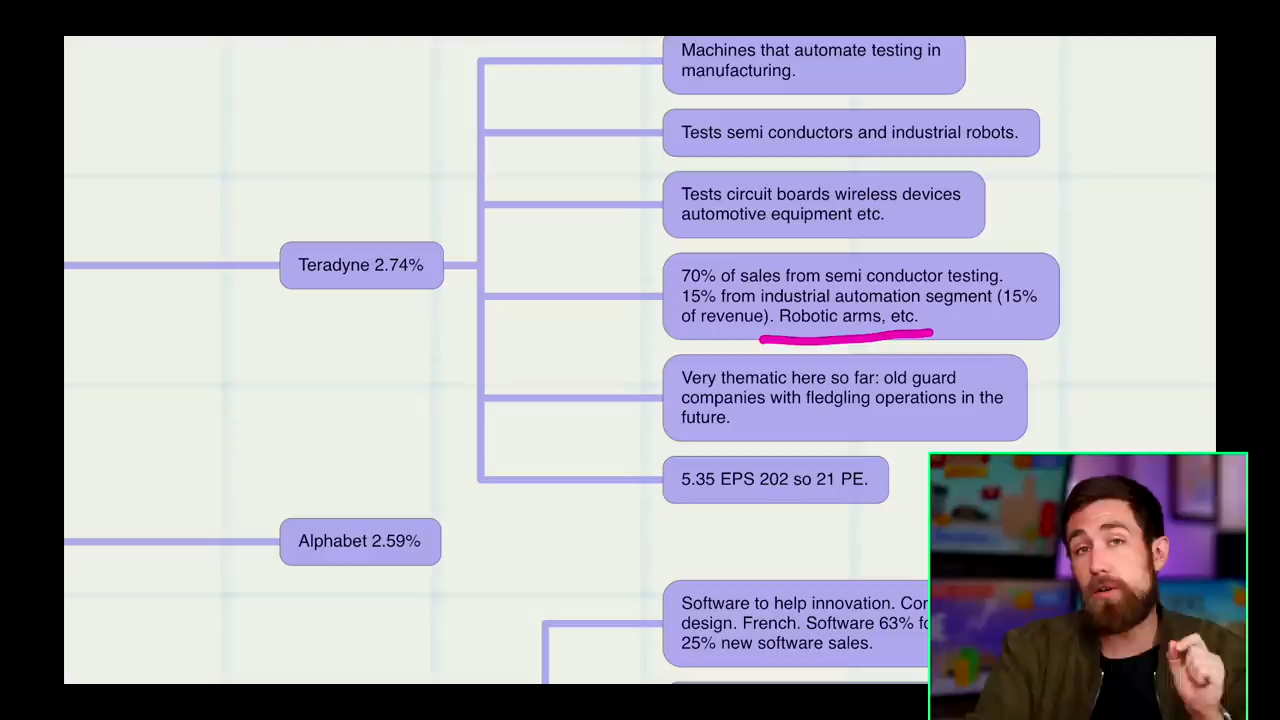 Machines that automate testing in
manufacturing.
Tests semi conductors and industrial robots.
Tests circuit boards wireless devices
automotive equipment etc.
Teradyne 2.74%
70% of sales from semi conductor testing.
15% from industrial automation segment (15%
of revenue). Robotic arms, etc.
Very thematic here so far: old guard
companies with fledgling operations in the
future.
5.35 EPS 202 so 21 PE.
Alphabet 2.59%
Software to help innovation.
design. French. Software 63%
25% new software sales.